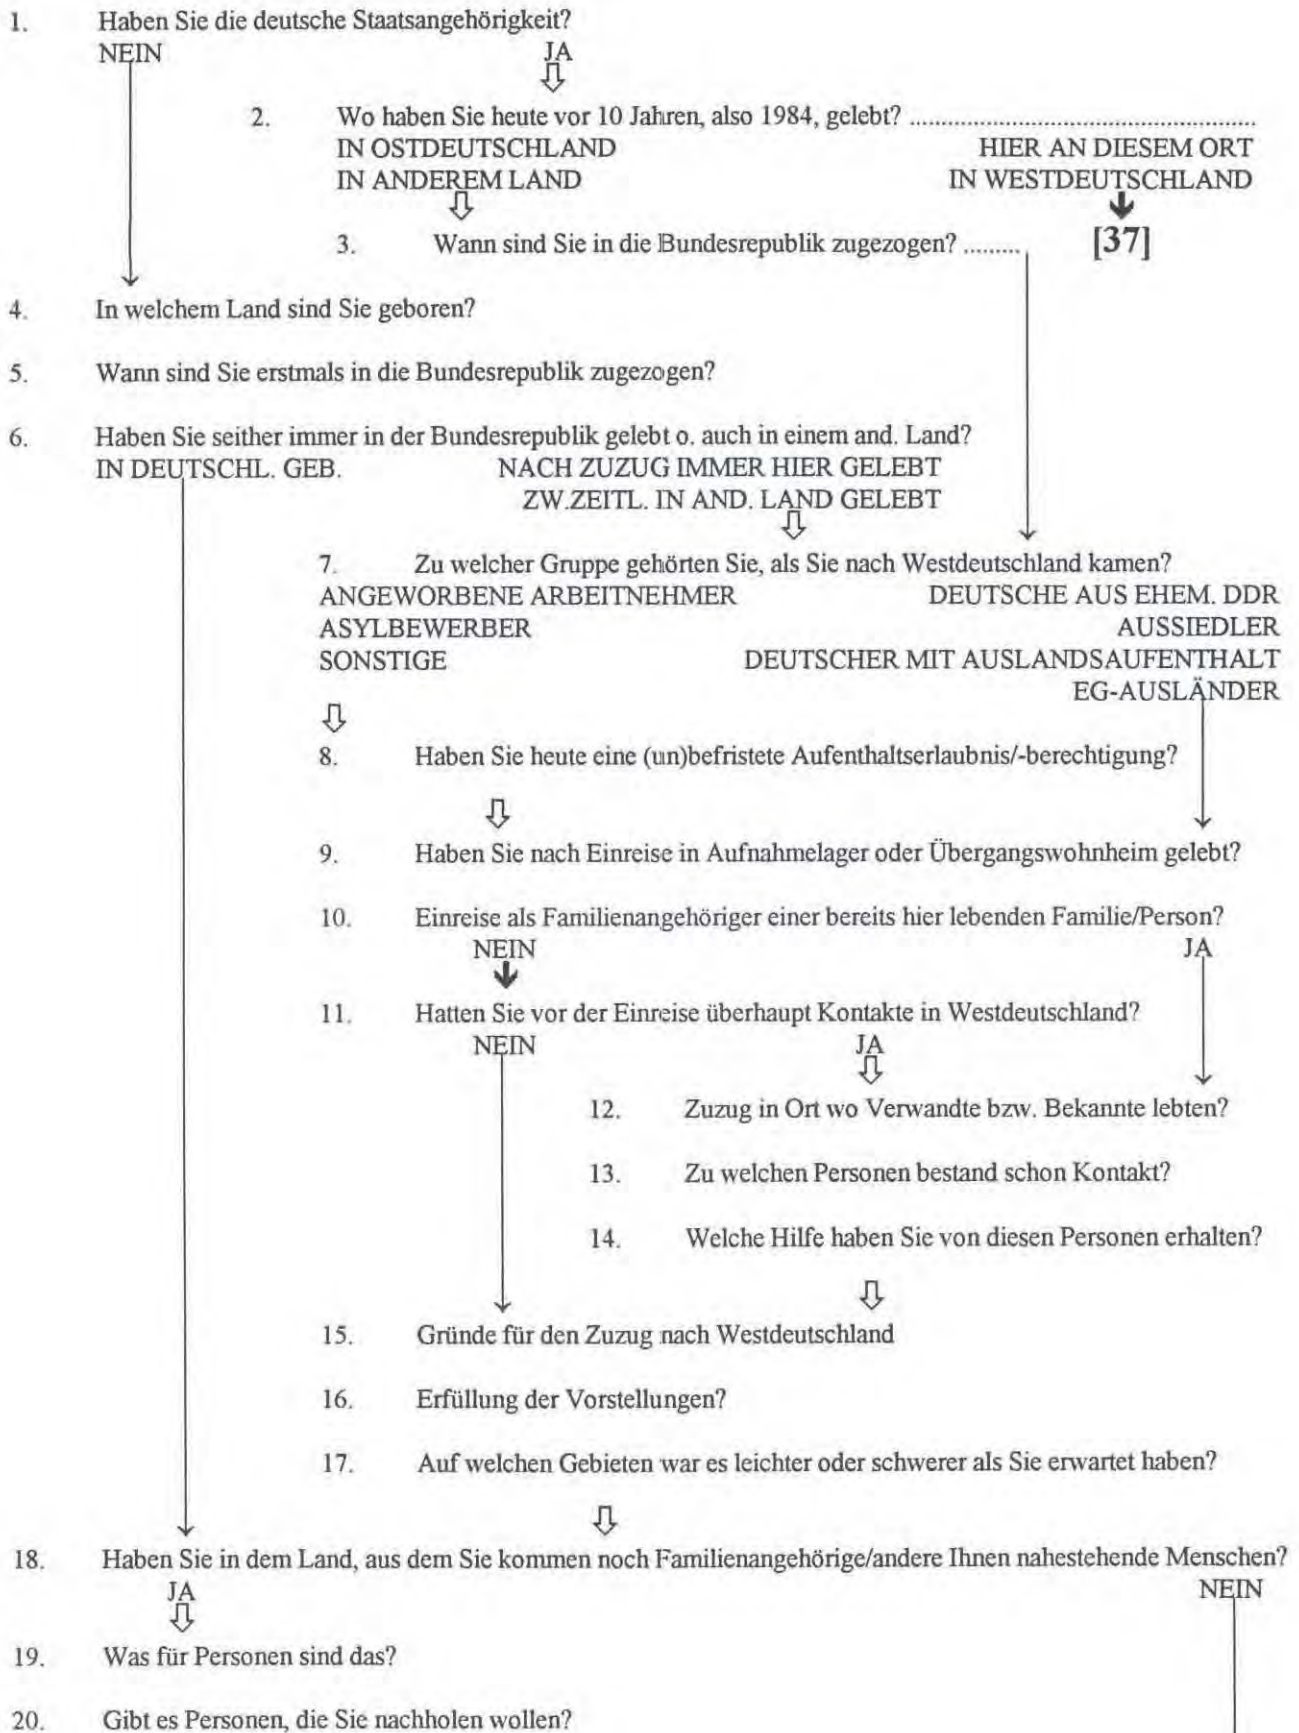 1. Haben Sie die deutsche Staatsangehörigkeit?
NEIN JA
2. Wo haben Sie heute vor 10 Jahren, also 1984, gelebt? ......................................................
IN OSTDEUTSCHLAND HIER AN DIESEM ORT
IN ANDEREM LAND IN WESTDEUTSCHLAND
3. Wann sind Sie in die Bundesrepublik zugezogen? ......... [37]
4. In welchem Land sind Sie geboren?
5. Wann sind Sie erstmals in die Bundesrepublik zugezogen?
6. Haben Sie seither immer in der Bundesrepublik gelebt o. auch in einem and. Land?
IN DEUTSCHL. GEB. NACH ZUZUG IMMER HIER GELEBT
ZW.ZEITL. IN AND. LAND GELEBT
7. Zu welcher Gruppe gehörten Sie, als Sie nach Westdeutschland kamen?
ANGEWORBENE ARBEITNEHMER DEUTSCHE AUS EHEM. DDR
ASYLBEWERBER AUSSIEDLER
SONSTIGE DEUTSCHER MIT AUSLANDSAUFENTHALT
EG-AUSLÄNDER
8. Haben Sie heute eine (un)befristete Aufenthaltserlaubnis/-berechtigung?
9. Haben Sie nach Einreise in Aufnahmelager oder Übergangswohnheim gelebt?
10. Einreise als Familienangehöriger einer bereits hier lebenden Familie/Person?
NEIN JA
11. Hatten Sie vor der Einreise überhaupt Kontakte in Westdeutschland?
NEIN JA
12. Zuzug in Ort wo Verwandte bzw. Bekannte lebten?
13. Zu welchen Personen bestand schon Kontakt?
14. Welche Hilfe haben Sie von diesen Personen erhalten?
15. Gründe für den Zuzug nach Westdeutschland
16. Erfüllung der Vorstellungen?
17. Auf welchen Gebieten war es leichter oder schwerer als Sie erwartet haben?
18. Haben Sie in dem Land, aus dem Sie kommen noch Familienangehörige/andere Ihnen nahestehende Menschen?
JA NEIN
19. Was für Personen sind das?
20. Gibt es Personen, die Sie nachholen wollen?